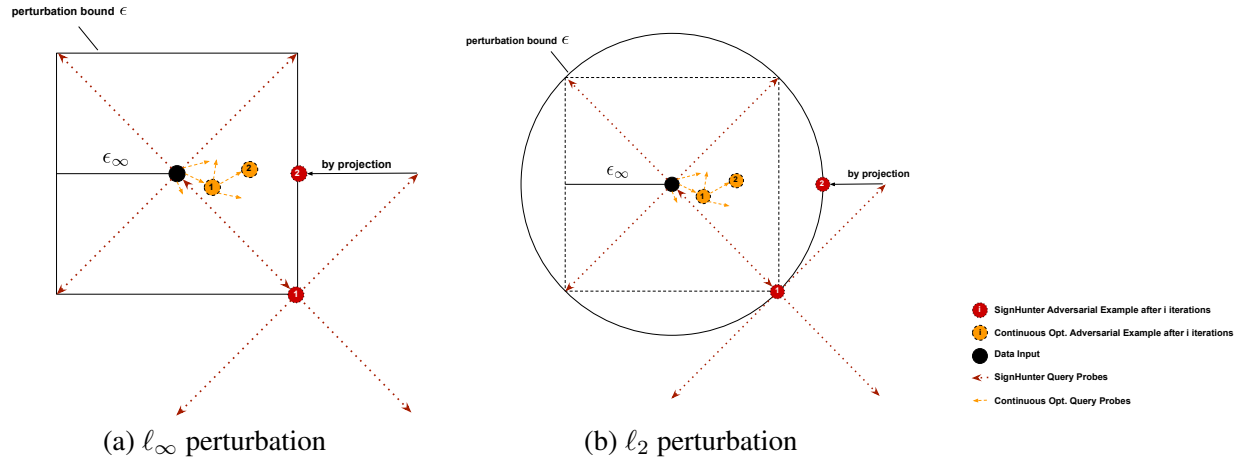 perturbation bound ϵ
ϵ∞
1
2
2
by projection
1
(a) ℓ∞ perturbation
perturbation bound ϵ
ϵ∞
1
2
2
by projection
1
(b) ℓ2 perturbation
i SignHunter Adversarial Example after i iterations
i Continuous Opt. Adversarial Example after i iterations
Data Input
SignHunter Query Probes
Continuous Opt. Query Probes